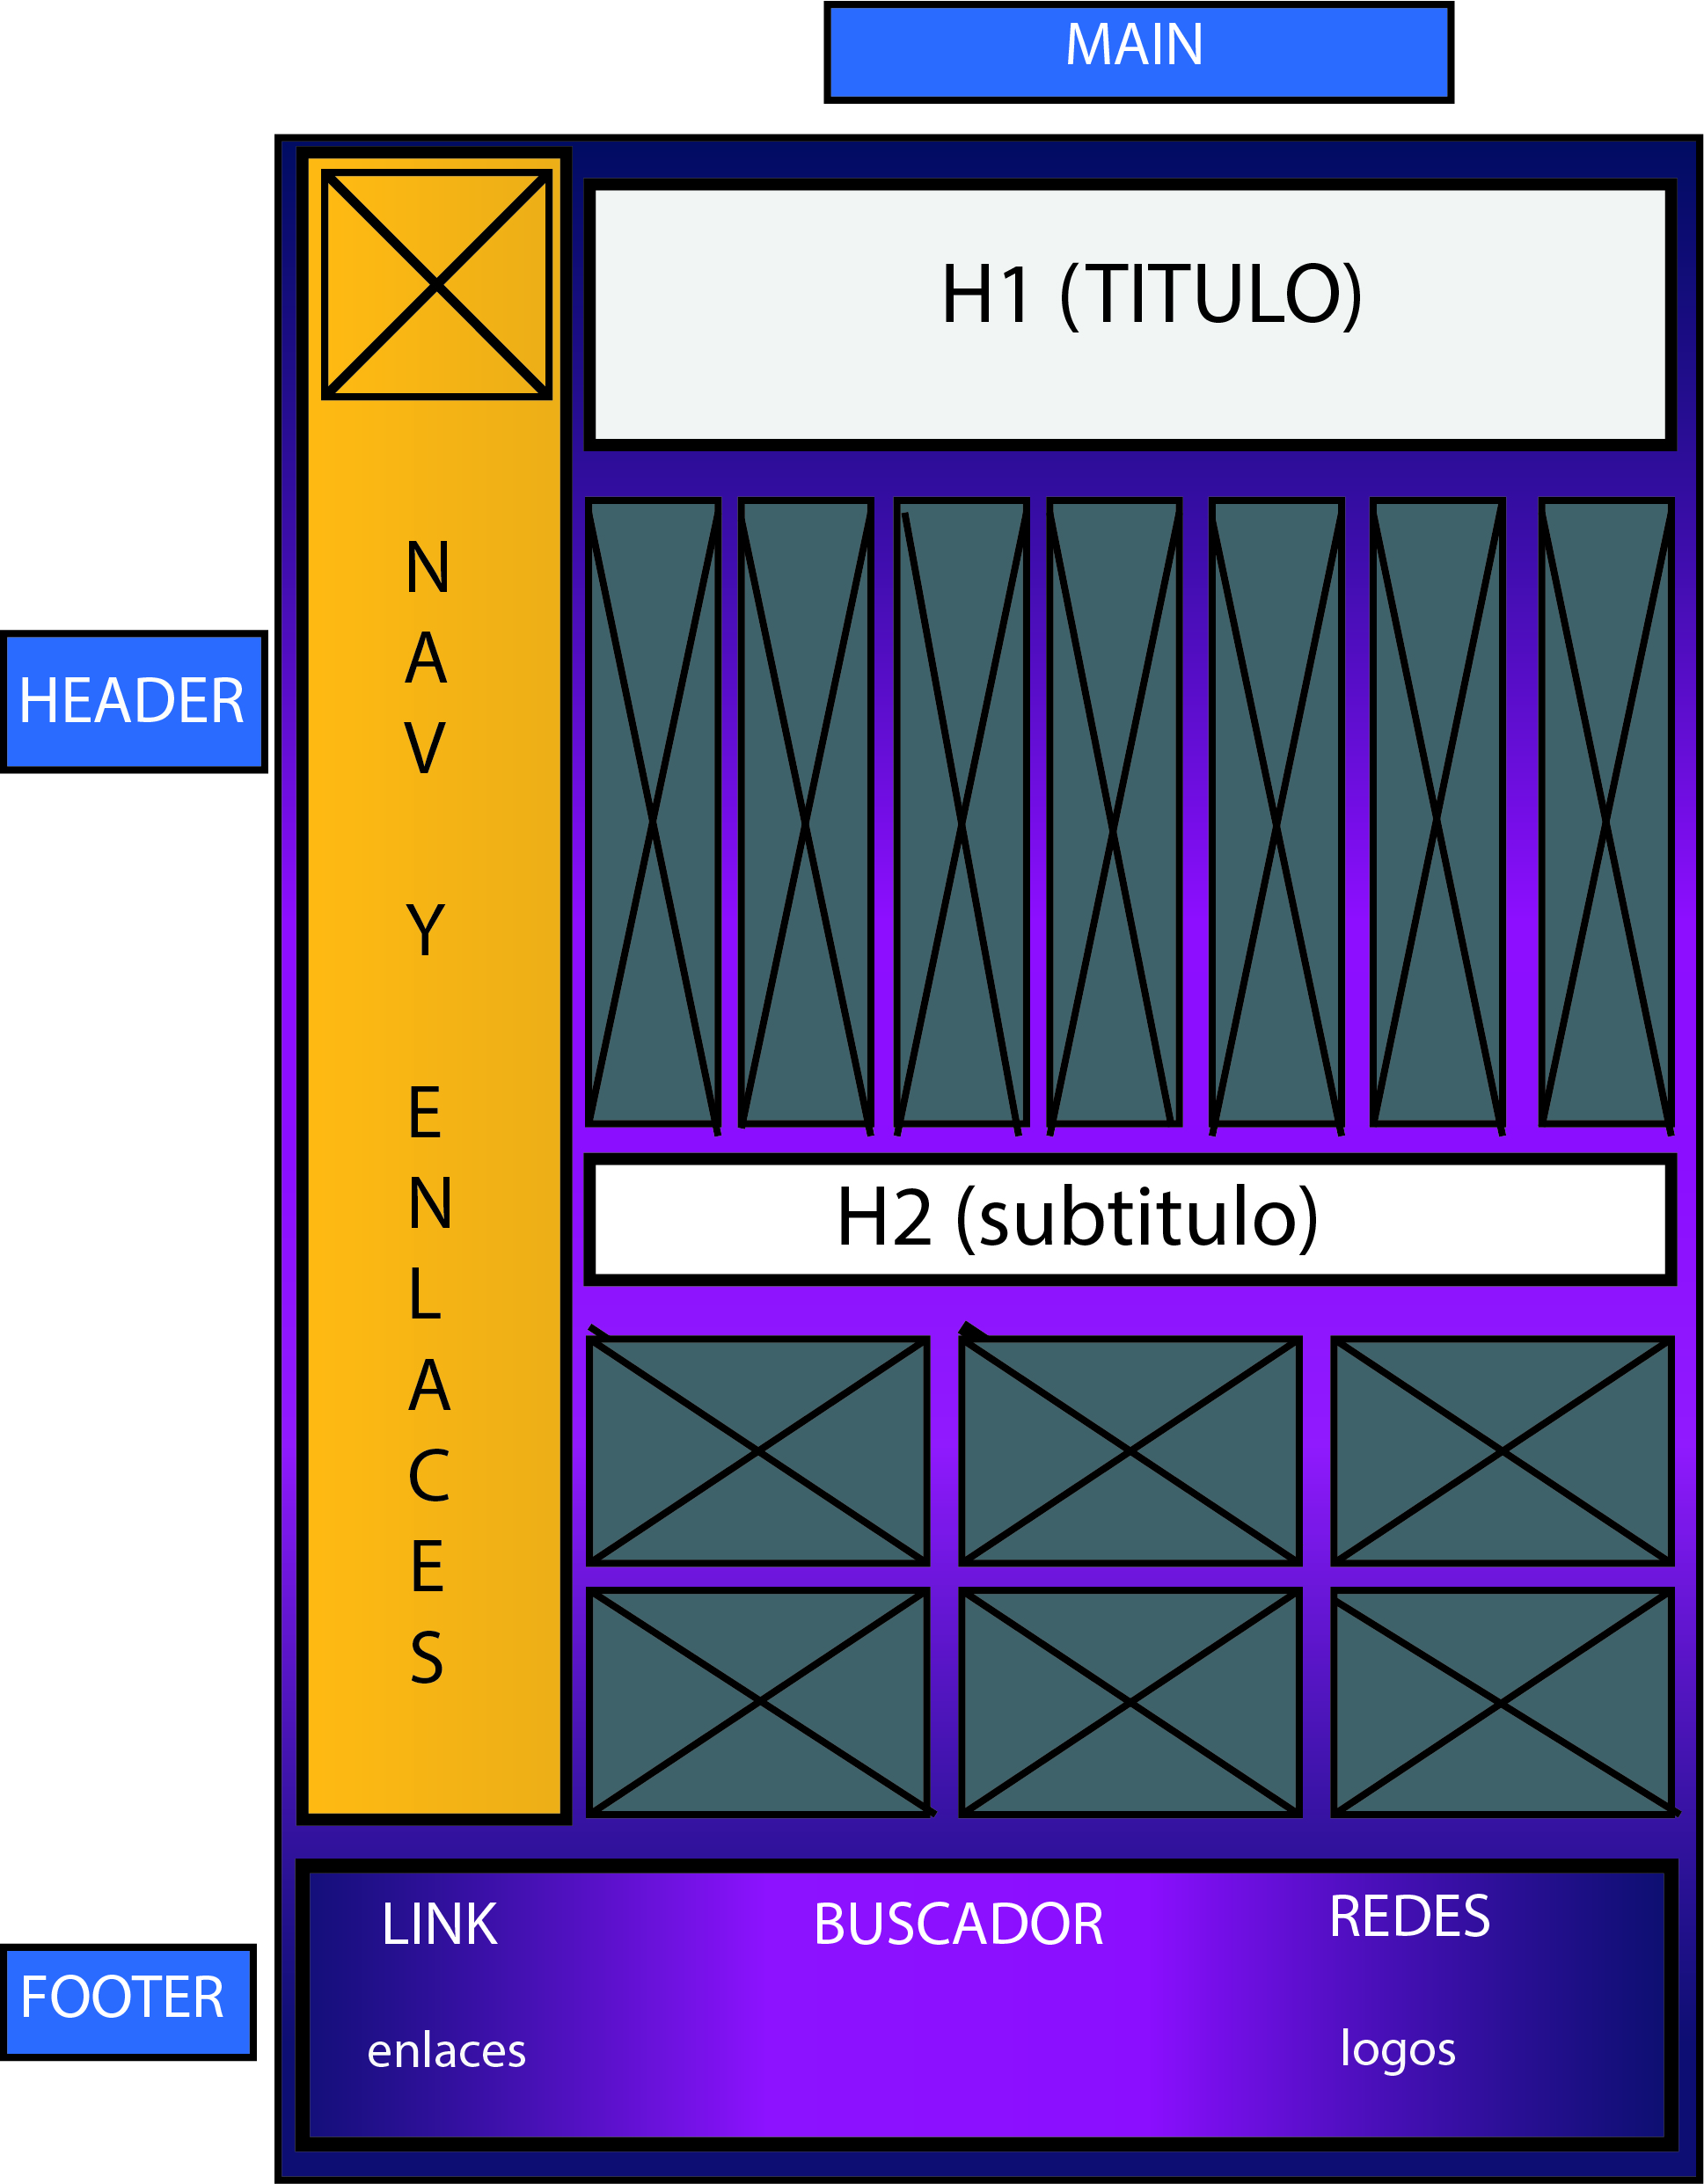 MAIN
H1 (TITULO)
HEADER
N
A
V
Y
E
N
L
A
C
E
S
H2 (subtitulo)
LINK
BUSCADOR
REDES
FOOTER
enlaces
logos